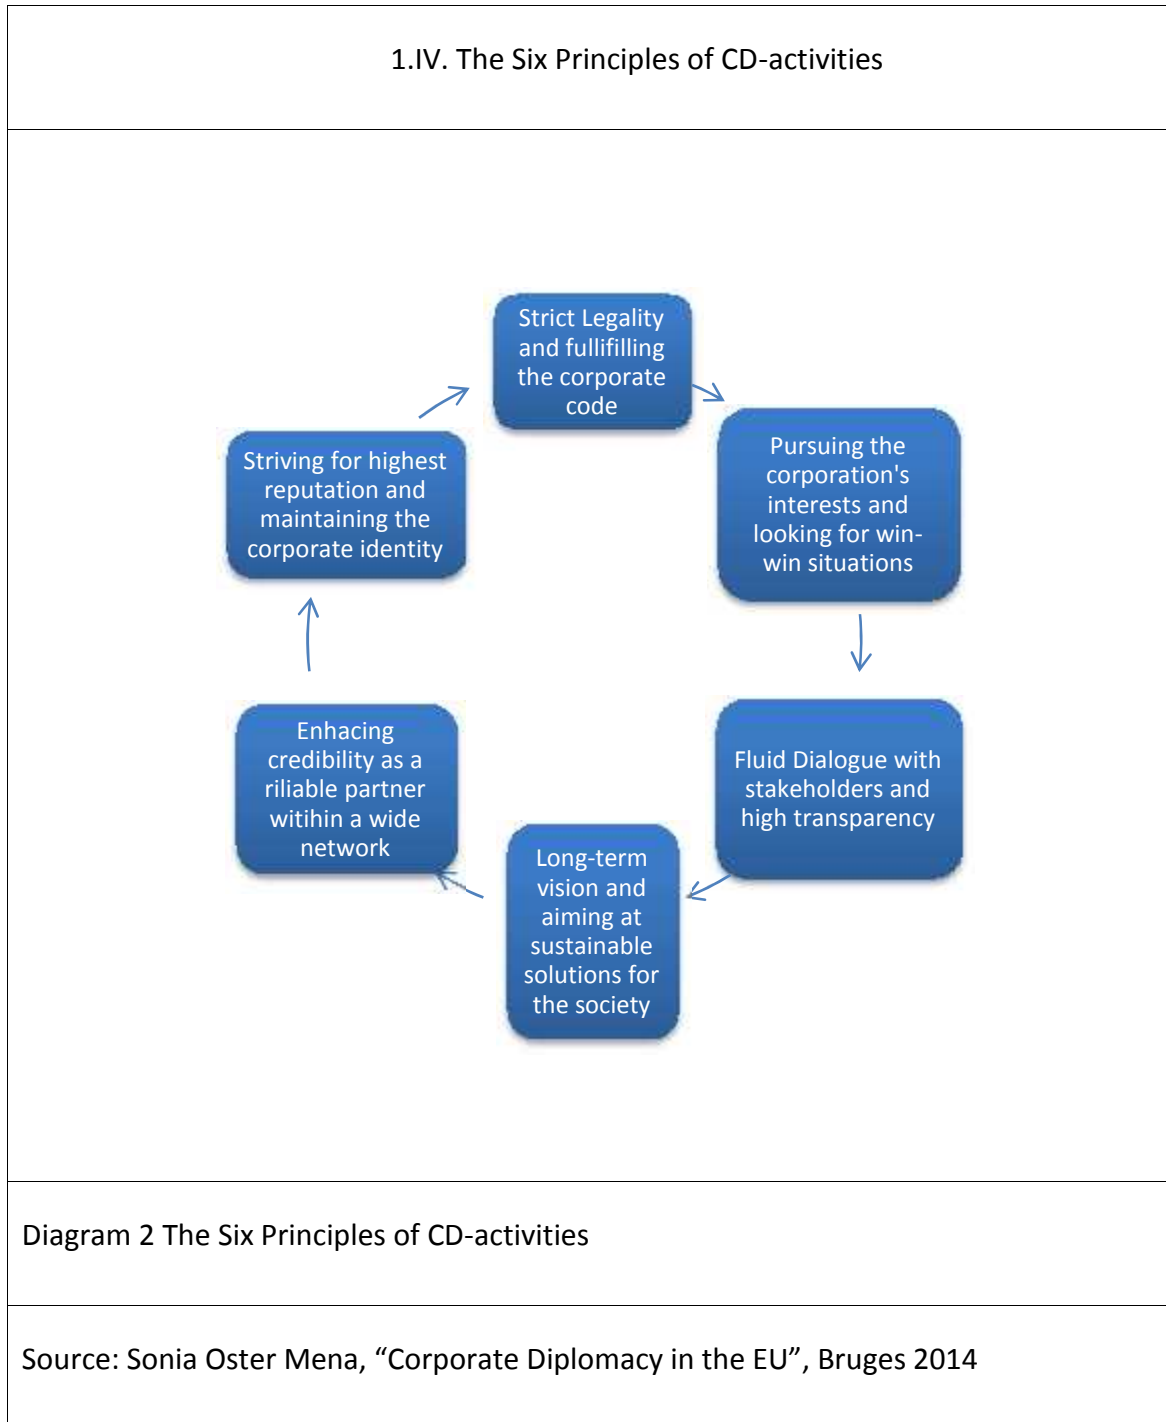 1.IV. The Six Principles of CD-activities
Strict Legality
and fullifilling
the corporate
code
Pursuing the
corporation's
interests and
looking for win-
win situations
Fluid Dialogue with
stakeholders and
high transparency
Long-term
vision and
aiming at
sustainable
solutions for
the society
Enhacing
credibility as a
riliable partner
witihin a wide
network
Striving for highest
reputation and
maintaining the
corporate identity
Diagram 2 The Six Principles of CD-activities
Source: Sonia Oster Mena, “Corporate Diplomacy in the EU”, Bruges 2014